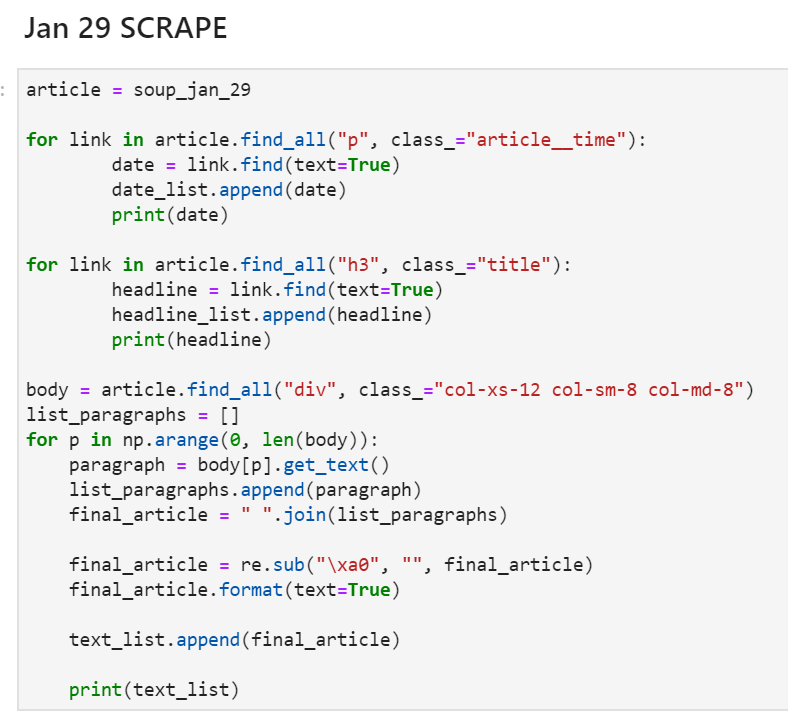 Jan 29 SCRAPE
:
article = soup_jan_29
for link in article.find_all("p", class_="article__time"):
        date = link.find(text=True)
        date_list.append(date)
        print(date)
for link in article.find_all("h3", class_="title"):
        headline = link.find(text=True)
        headline_list.append(headline)
        print(headline)
body = article.find_all("div", class_="col-xs-12 col-sm-8 col-md-8")
list_paragraphs = []
for p in np.arange(0, len(body)):
    paragraph = body[p].get_text()
    list_paragraphs.append(paragraph)
    final_article = " ".join(list_paragraphs)
    final_article = re.sub("\xa0", "", final_article)
    final_article.format(text=True)
    text_list.append(final_article)
    print(text_list)